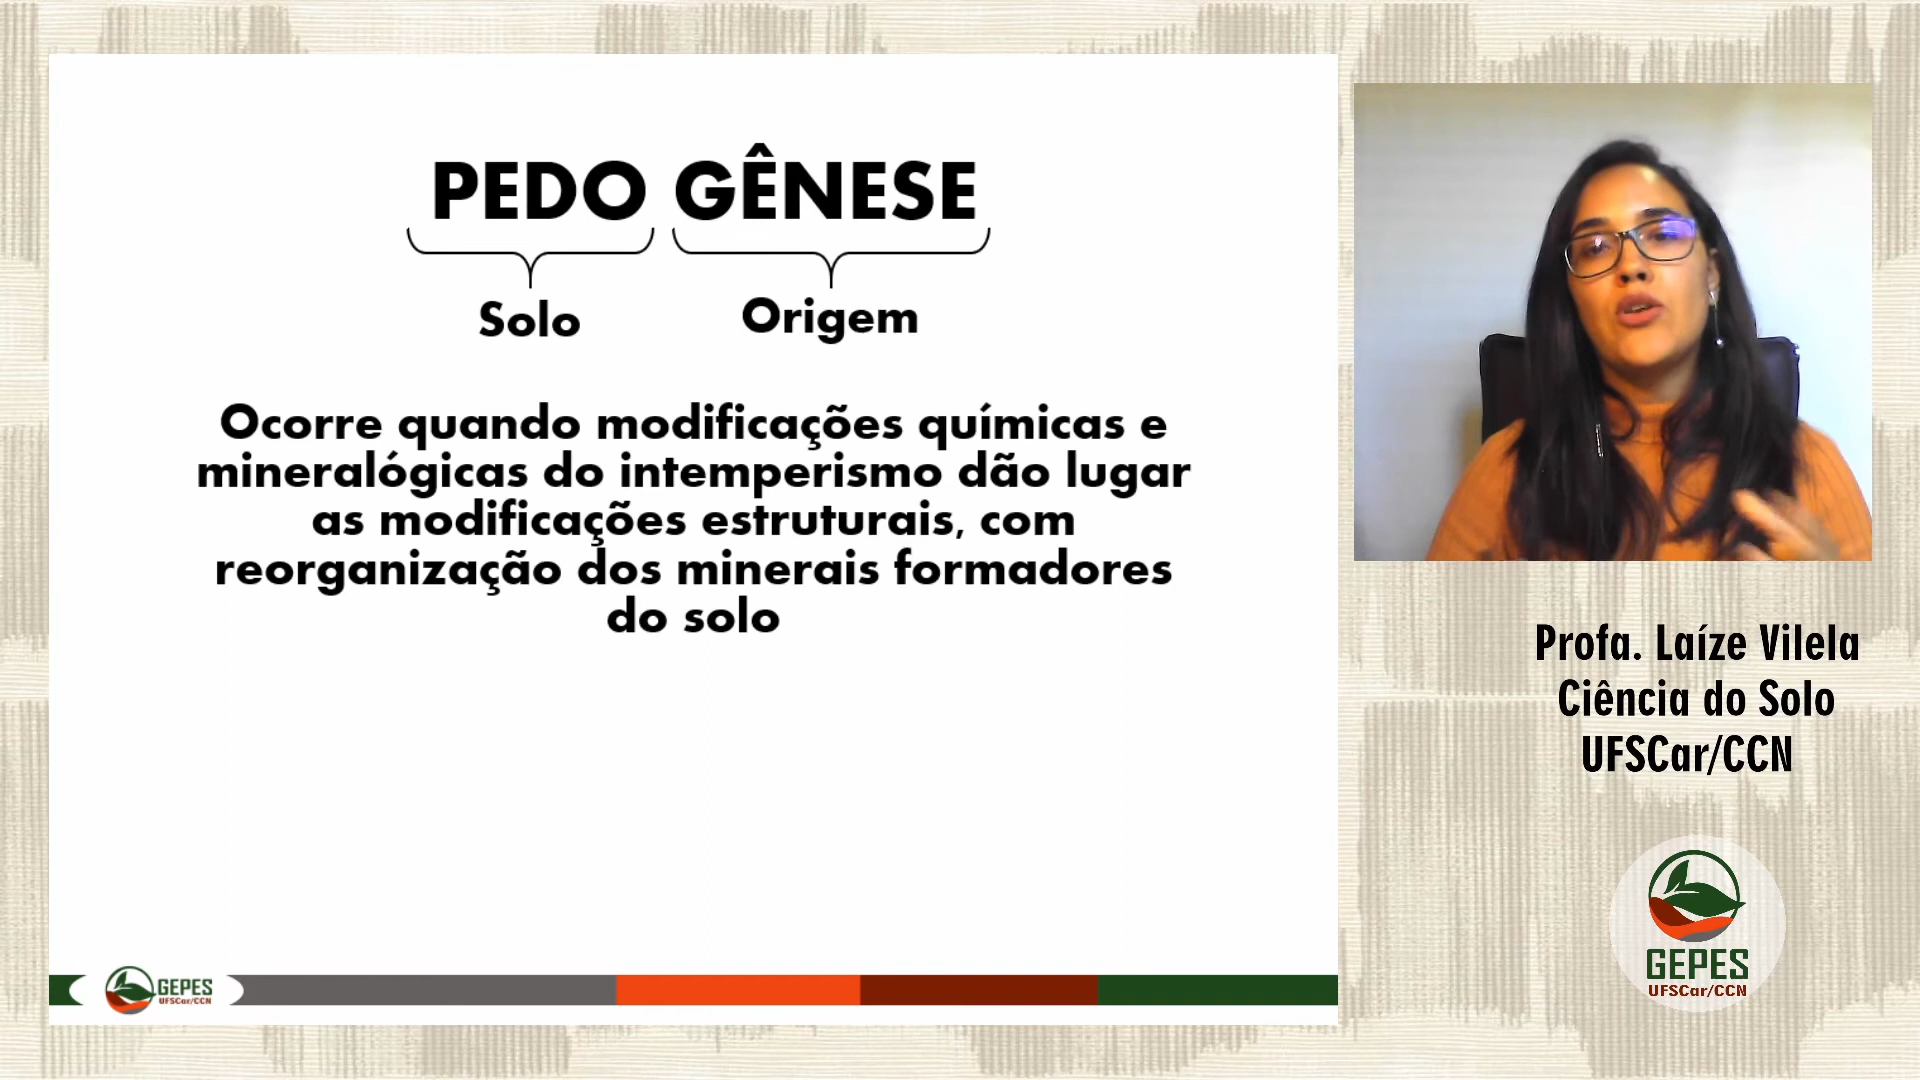 PEDO GÊNESE
Solo
Origem
Ocorre quando modificações químicas e
mineralógicas do intemperismo dão lugar
as modificações estruturais, com
reorganização dos minerais formadores
do solo
GEPES
UFSCar/CCN
Profa. Laíze Vilela
Ciência do Solo
UFSCar/CCN
GEPES
UFSCar/CCN